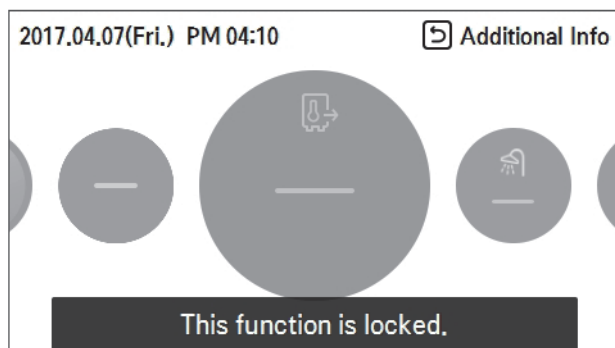 2017.04.07(Fri.) PM 04:10
Additional Info
This function is locked.